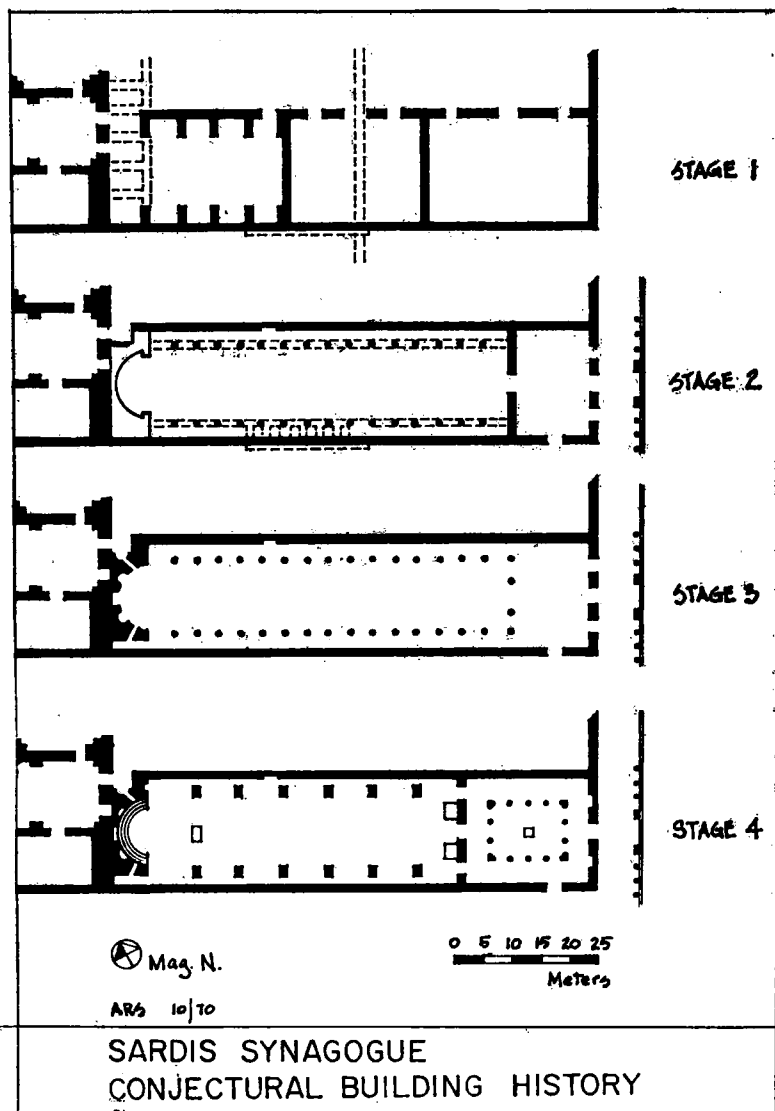 STAGE 1
STAGE 2
STAGE 3
STAGE 4
Mag. N.
0 5 10 15 20 25
Meters
ARS 10/70
SARDIS SYNAGOGUE
CONJECTURAL BUILDING HISTORY